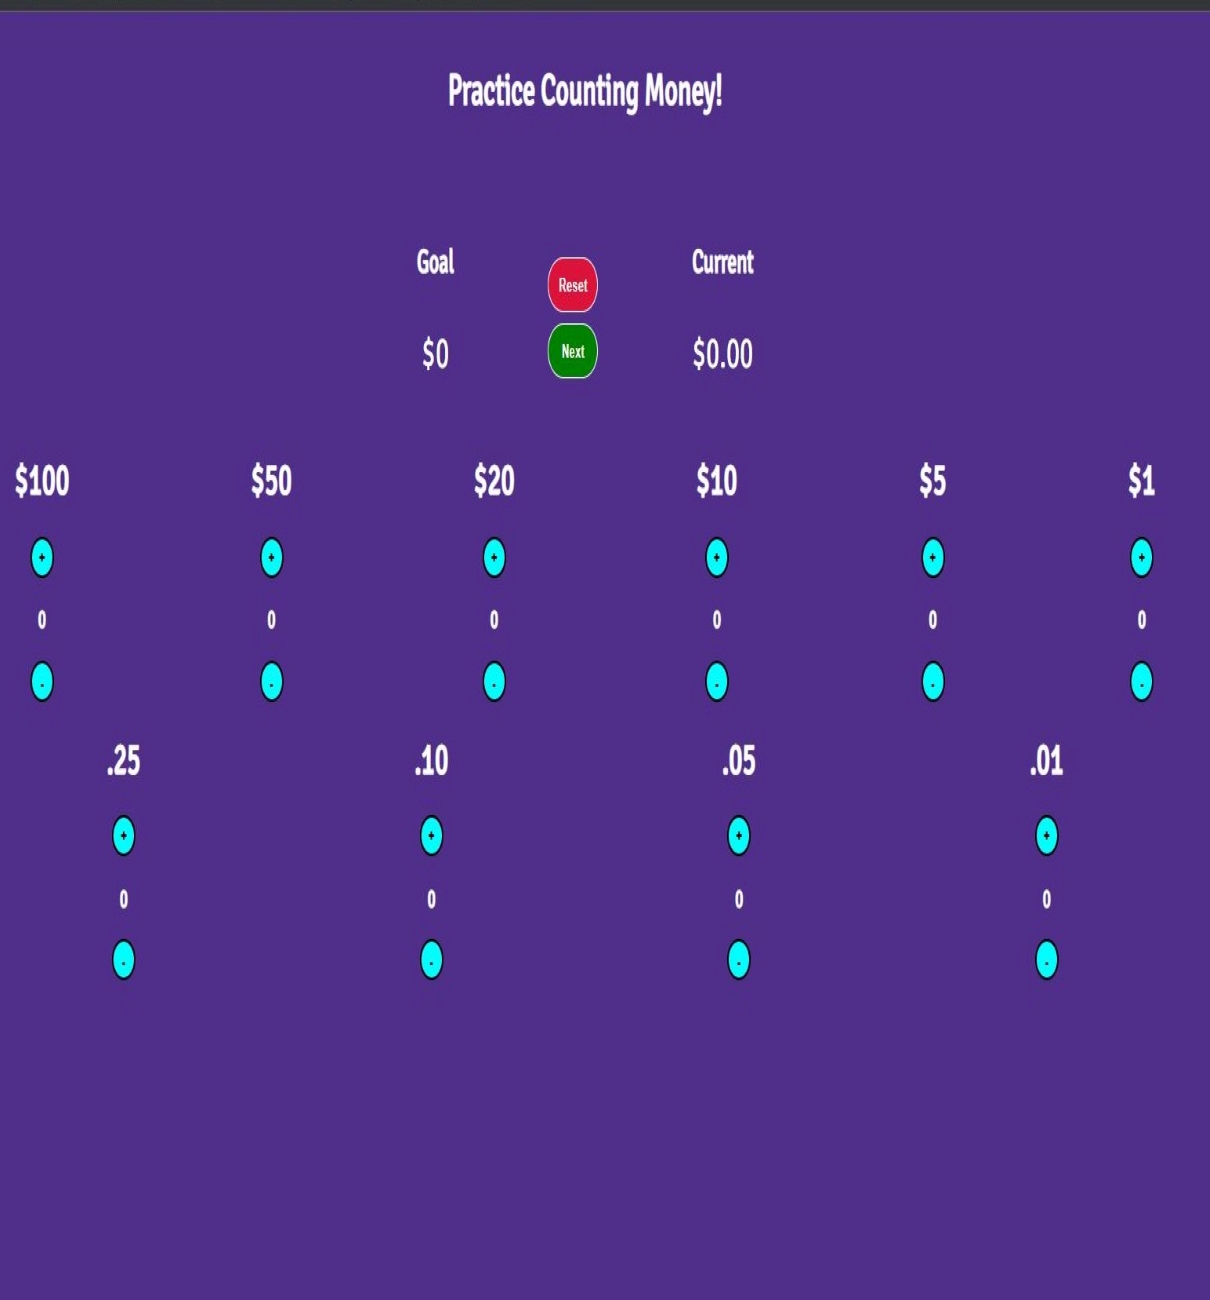 Practice Counting Money!
Goal
Reset
Current
$0
Next
$0.00
$100 $50 $20 $10 $5 $1
+ + + + + +
0 0 0 0 0 0
- - - - - -
.25 .10 .05 .01
+ + + +
0 0 0 0
- - - -